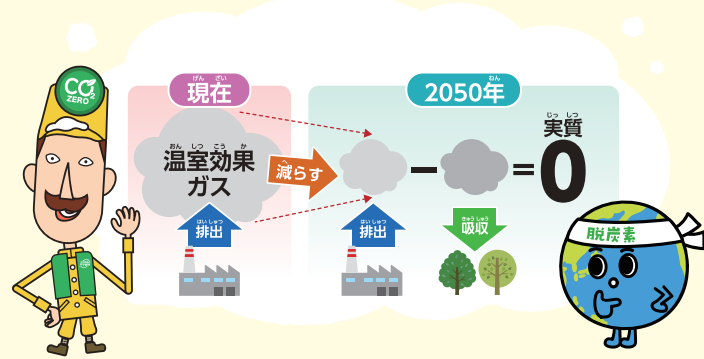 CO2
ZERO
現在
げんざい
温室効果
おんしつこうか
ガス
排出
はいしゅつ
減らす
へ
2050年
ねん
排出
はいしゅつ
−
吸収
きゅうしゅう
=
実質
じっしつ
0
脱炭素